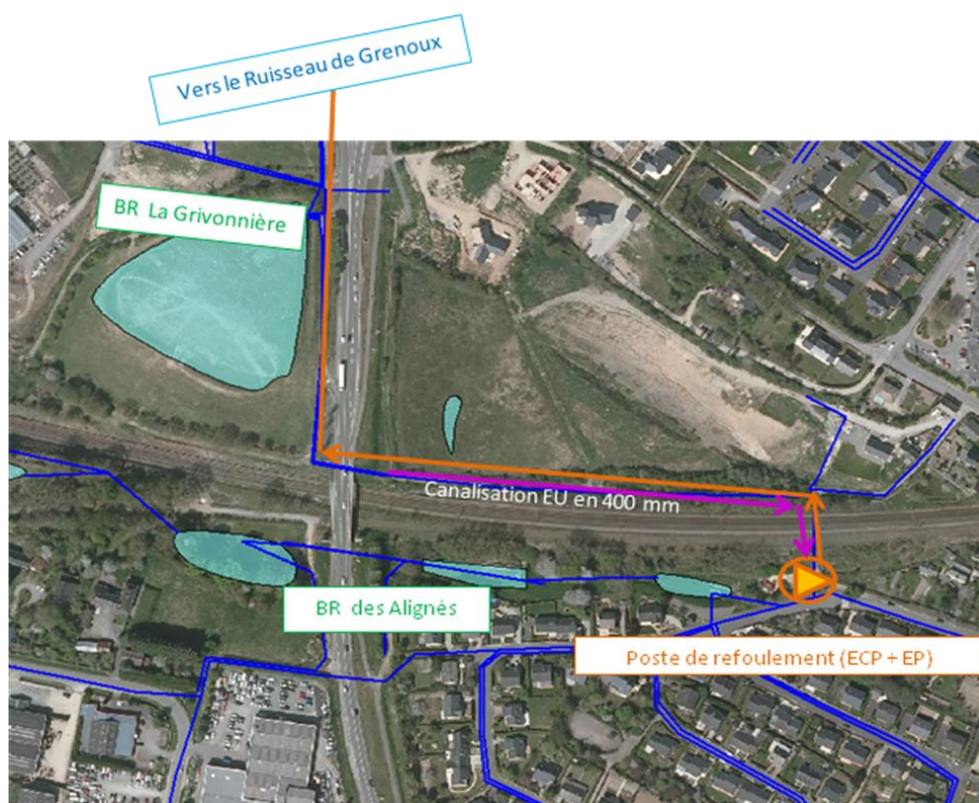 Vers le Ruisseau de Grenoux
BR La Grivonnière
Canalisation EU en 400 mm
BR des Alignés
Poste de refoulement (ECP + EP)